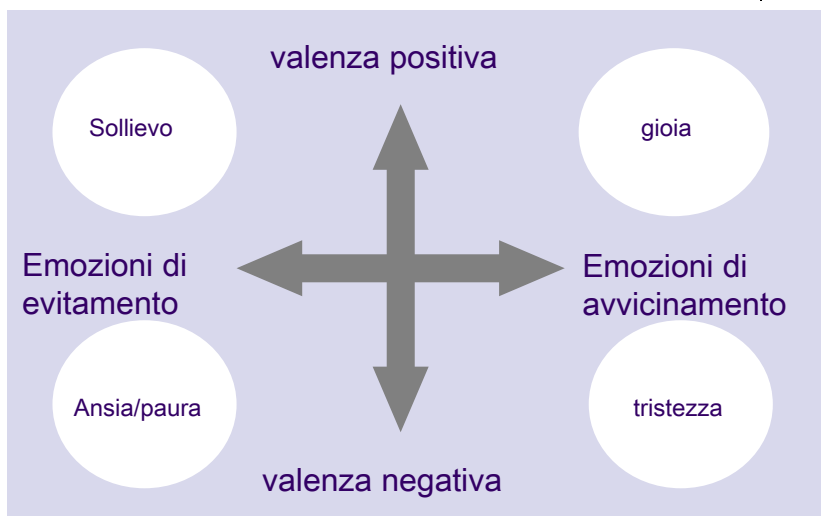 valenza positiva
Sollievo
gioia
Emozioni di
evitamento
Emozioni di
avvicinamento
Ansia/paura
tristezza
valenza negativa